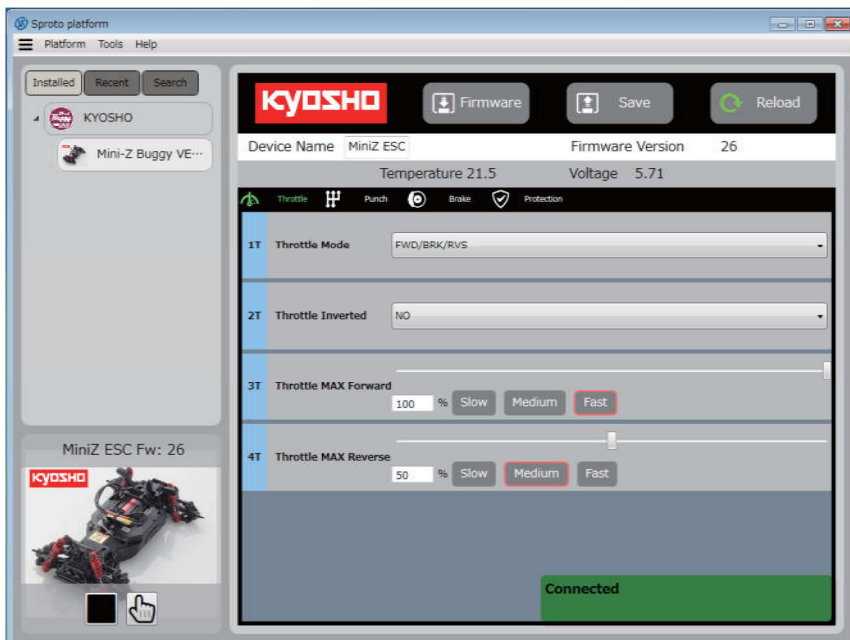 Sproto platform
Platform Tools Help
Installed Recent Search
KYOSHO
Mini-Z Buggy VE...
MiniZ ESC Fw: 26
KYOSHO
KYOSHO Firmware Save Reload
Device Name MiniZ ESC Firmware Version 26
Temperature 21.5 Voltage 5.71
Throttle Punch Brake Protection
1T Throttle Mode FWD/BRK/RVS
2T Throttle Inverted NO
3T Throttle MAX Forward
100 % Slow Medium Fast
4T Throttle MAX Reverse
50 % Slow Medium Fast
Connected